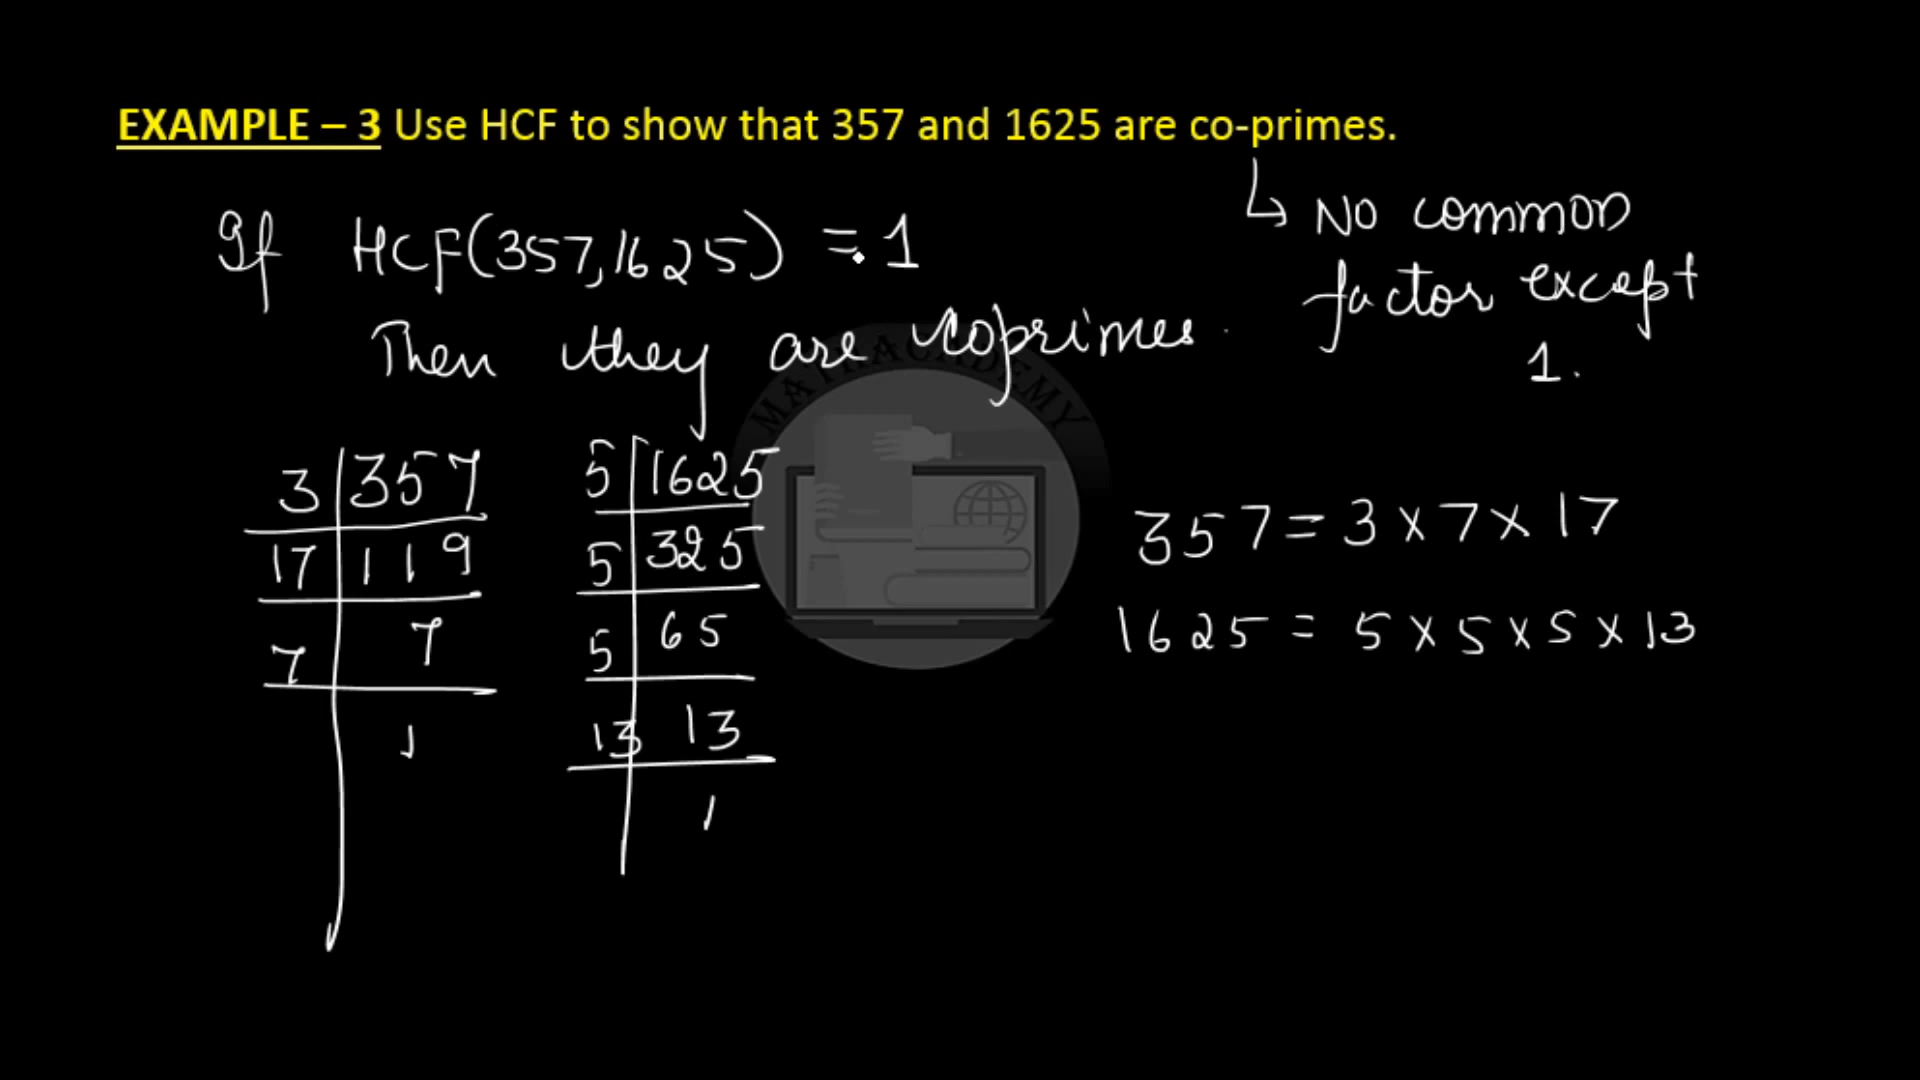 EXAMPLE – 3 Use HCF to show that 357 and 1625 are co-primes.
↳ No common
factor except
1.
If HCF(357,1625) = 1
Then they are coprimes.
MATHACADEMY
3 | 357
17 | 119
7 | 7
1
5 | 1625
5 | 325
5 | 65
13 | 13
1
357 = 3 × 7 × 17
1625 = 5 × 5 × 5 × 13